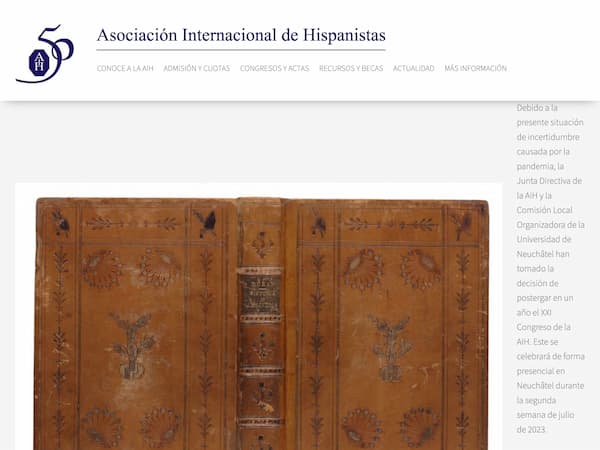 50
AIH
Asociación Internacional de Hispanistas
CONOCE A LA AIH ADMISIÓN Y CUOTAS CONGRESOS Y ACTAS RECURSOS Y BECAS ACTUALIDAD MÁS INFORMACIÓN
Debido a la
presente situación
de incertidumbre
causada por la
pandemia, la
Junta Directiva de
la AIH y la
Comisión Local
Organizadora de la
Universidad de
Neuchâtel han
tomado la
decisión de
postergar en un
año el XXI
Congreso de la
AIH. Este se
celebrará de forma
presencial en
Neuchâtel durante
la segunda
semana de julio
de 2023.